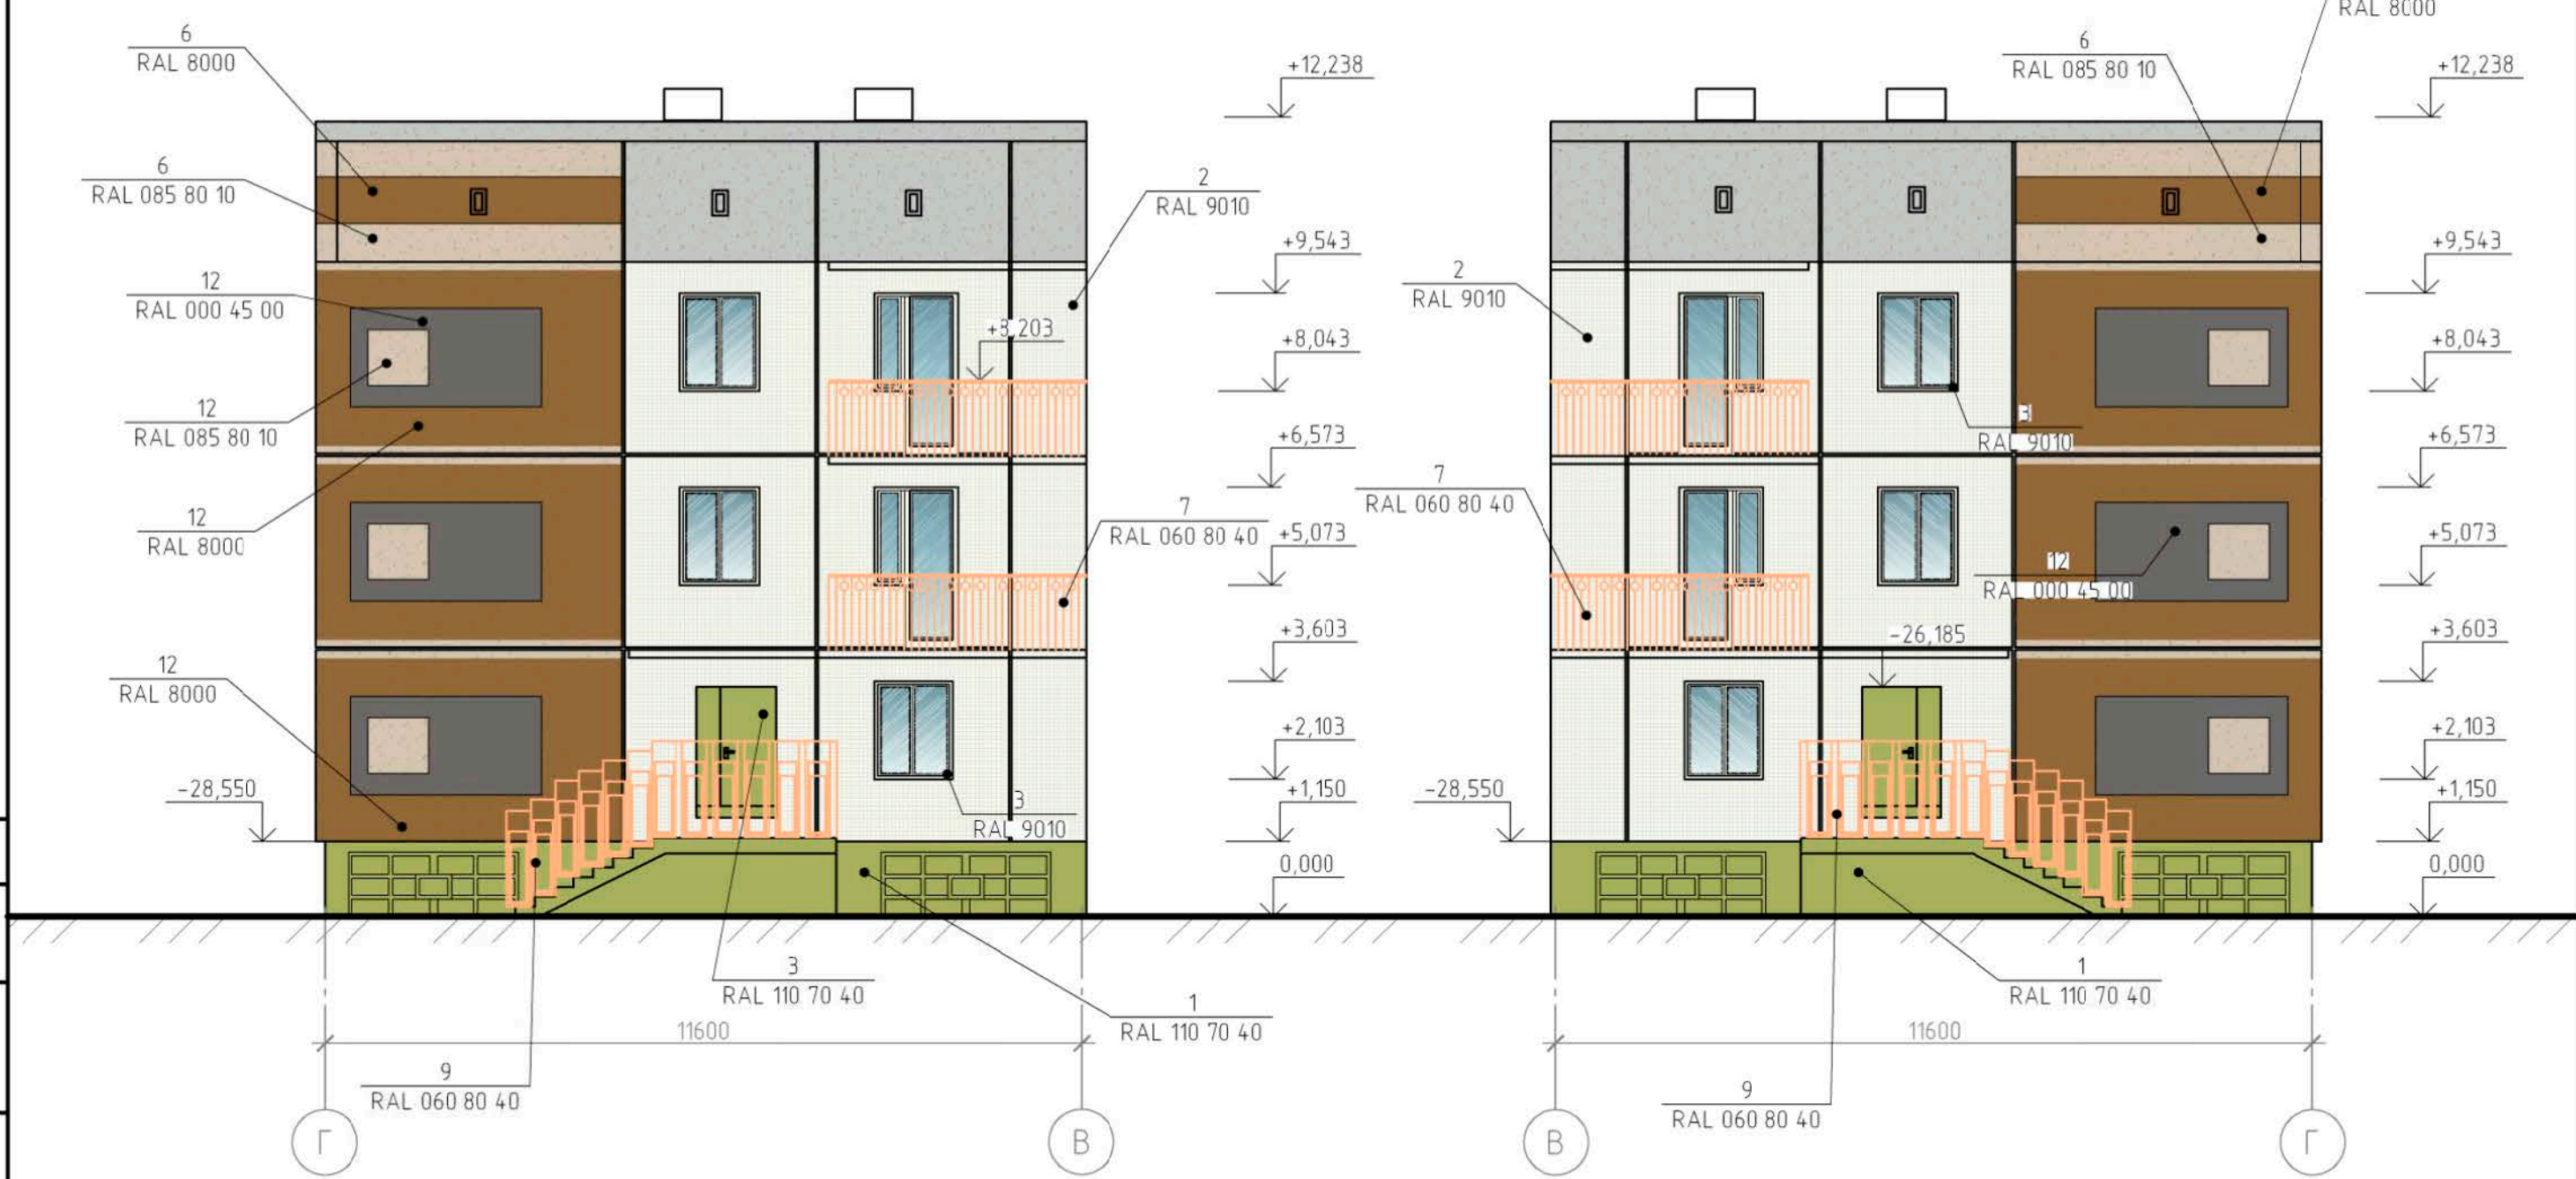 6
RAL 8000
6
RAL 085 80 10
12
RAL 000 45 00
12
RAL 085 80 10
12
RAL 8000
12
RAL 8000
-28,550
+8,203
3
RAL 9010
2
RAL 9010
7
RAL 060 80 40
+12,238
+9,543
+8,043
+6,573
+5,073
+3,603
+2,103
+1,150
0,000
3
RAL 110 70 40
1
RAL 110 70 40
9
RAL 060 80 40
11600
Г
В
RAL 8000
6
RAL 085 80 10
2
RAL 9010
7
RAL 060 80 40
-28,550
3
RAL 9010
12
RAL 000 45 00
-26,185
+12,238
+9,543
+8,043
+6,573
+5,073
+3,603
+2,103
+1,150
0,000
1
RAL 110 70 40
9
RAL 060 80 40
11600
В
Г